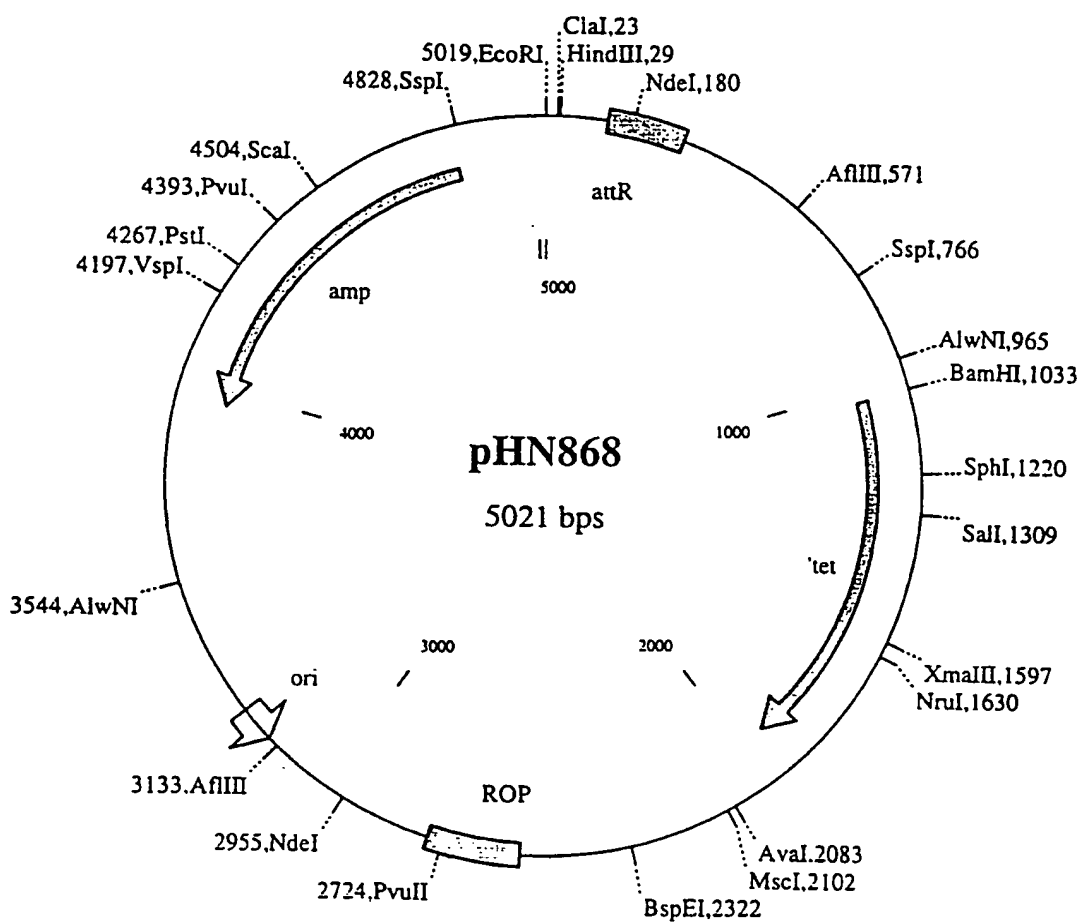 ClaI,23
5019,EcoRI
HindIII,29
4828,SspI
NdeI,180
4504,ScaI
4393,PvuI
4267,PstI
4197,VspI
attR
AflIII,571
SspI,766
amp
5000
AlwNI,965
BamHI,1033
4000
1000
pHN868
5021 bps
SphI,1220
SalI,1309
'tet
3544,AlwNI
3000
2000
ori
XmaIII,1597
NruI,1630
3133,AflIII
ROP
2955,NdeI
AvaI.2083
MscI,2102
2724,PvuII
BspEI,2322